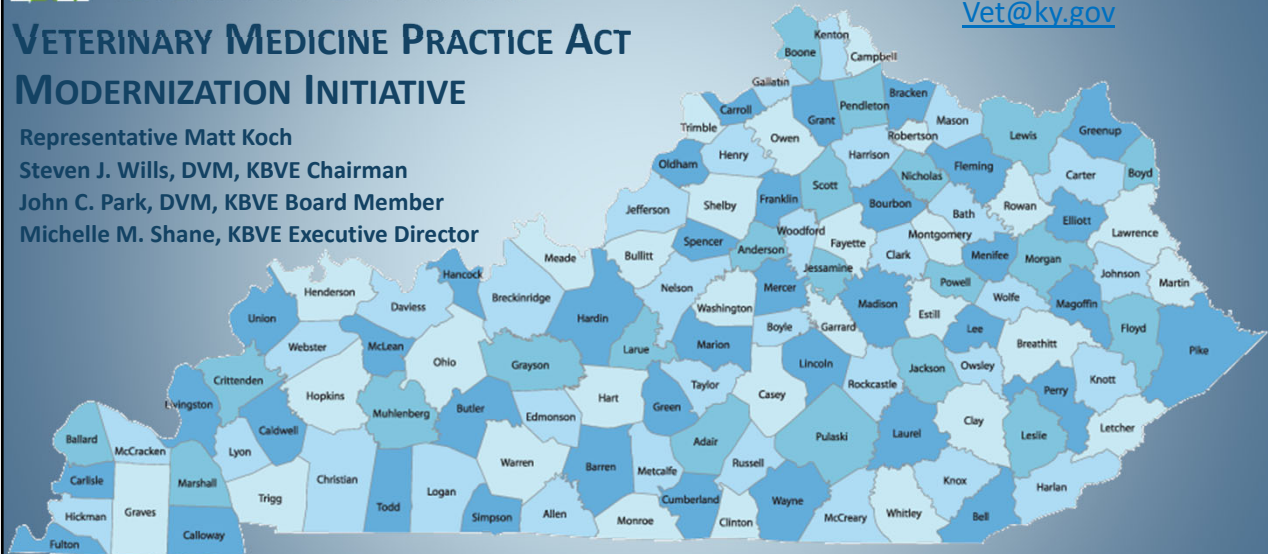 Vet@ky.gov
VETERINARY MEDICINE PRACTICE ACT
MODERNIZATION INITIATIVE
Representative Matt Koch
Steven J. Wills, DVM, KBVE Chairman
John C. Park, DVM, KBVE Board Member
Michelle M. Shane, KBVE Executive Director
Boone
Kenton
Campbell
Gallatin
Carroll
Grant
Pendleton
Bracken
Mason
Trimble
Owen
Robertson
Lewis
Greenup
Oldham
Henry
Harrison
Fleming
Carter
Boyd
Nicholas
Scott
Franklin
Bourbon
Rowan
Elliott
Jefferson
Shelby
Bath
Lawrence
Woodford
Fayette
Montgomery
Spencer
Anderson
Clark
Menifee
Morgan
Johnson
Martin
Meade
Bullitt
Jessamine
Powell
Hancock
Nelson
Mercer
Wolfe
Magoffin
Henderson
Daviess
Breckinridge
Washington
Madison
Estill
Lee
Floyd
Union
Hardin
Boyle
Garrard
Breathitt
Pike
Webster
McLean
Ohio
Grayson
Larue
Marion
Lincoln
Rockcastle
Jackson
Owsley
Knott
Perry
Crittenden
Hopkins
Taylor
Casey
Livingston
Muhlenberg
Butler
Edmonson
Hart
Green
Clay
Leslie
Letcher
Caldwell
Pulaski
Laurel
Ballard
McCracken
Lyon
Adair
Warren
Barren
Metcalfe
Russell
Carlisle
Marshall
Trigg
Christian
Todd
Logan
Cumberland
Wayne
Knox
Harlan
Hickman
Graves
Simpson
Allen
Monroe
Clinton
McCreary
Whitley
Bell
Calloway
Fulton